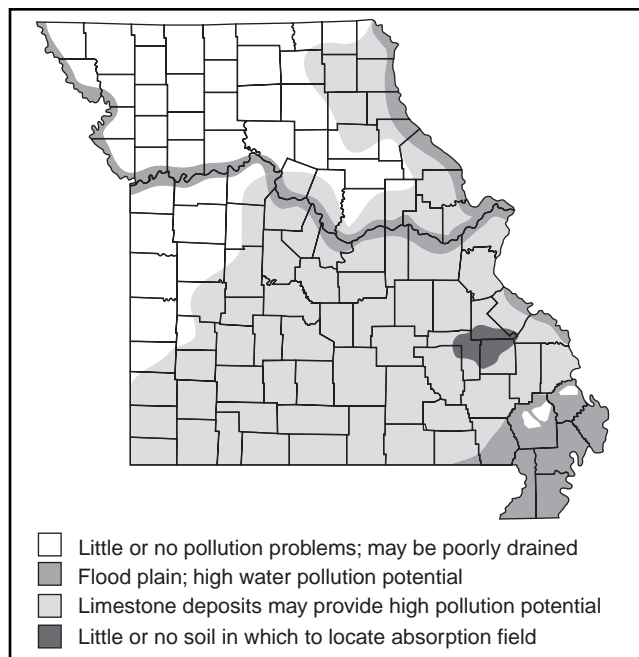 Little or no pollution problems; may be poorly drained
Flood plain; high water pollution potential
Limestone deposits may provide high pollution potential
Little or no soil in which to locate absorption field